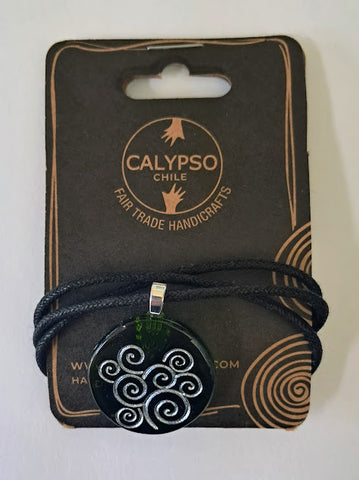 CALYPSO
CHILE
FAIR TRADE HANDICRAFTS